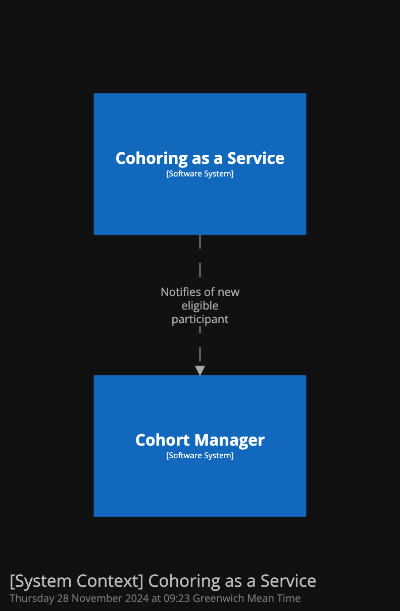 Cohoring as a Service
[Software System]
Notifies of new
eligible
participant
Cohort Manager
[Software System]
[System Context] Cohoring as a Service
Thursday 28 November 2024 at 09:23 Greenwich Mean Time